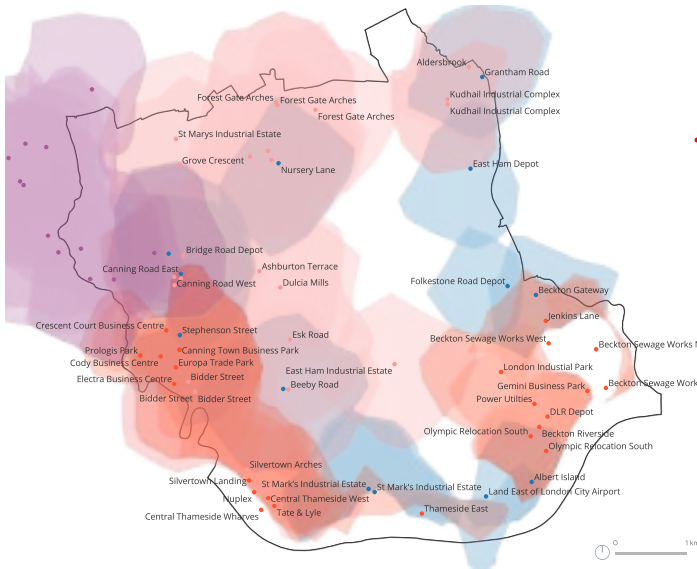 Aldersbrook
Grantham Road
Forest Gate Arches
Forest Gate Arches
Kudhail Industrial Complex
Kudhail Industrial Complex
Forest Gate Arches
St Marys Industrial Estate
Grove Crescent
Nursery Lane
East Ham Depot
Bridge Road Depot
Canning Road East
Ashburton Terrace
Canning Road West
Dulcia Mills
Folkestone Road Depot
Beckton Gateway
Jenkins Lane
Crescent Court Business Centre
Stephenson Street
Esk Road
Beckton Sewage Works West
Beckton Sewage Works
Prologis Park
Canning Town Business Park
Cody Business Centre
Europa Trade Park
East Ham Industrial Estate
London Industial Park
Electra Business Centre
Bidder Street
Beeby Road
Gemini Business Park
Beckton Sewage Work
Bidder Street
Bidder Street
Power Utilities
DLR Depot
Olympic Relocation South
Beckton Riverside
Olympic Relocation South
Silvertown Arches
Silvertown Landing
St Mark's Industrial Estate
St Mark's Industrial Estate
Albert Island
Land East of London City Airport
Nuplex
Central Thameside West
Thameside East
Central Thameside Wharves
Tate & Lyle
0 1 km